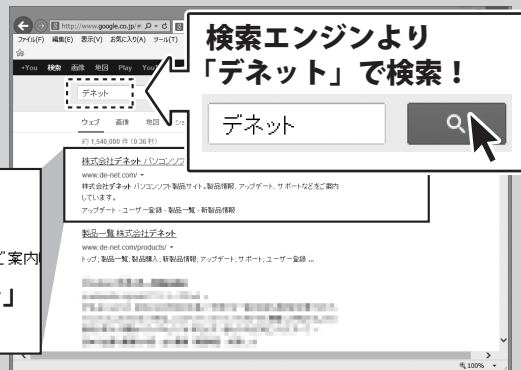 http://www.google.co.jp/#
ファイル(F) 編集(E) 表示(V) お気に入り(A) ツール(T)
+You 検索 画像 地図 Play
デネット
ウェブ 画像 地図
約 1,540,000 件 (0.36 秒)
株式会社デネット パソコンソフ
www.de-net.com/
株式会社デネット パソコンソフト製品サイト。製品情報、アップデート、サポートなどをご案内
しています。
アップデート - ユーザー登録 - 製品一覧 - 新製品情報
製品一覧 株式会社デネット
www.de-net.com/products/
トップ; 製品一覧; 製品購入; 新製品情報; アップデート; サポート; ユーザー登録 ...
100%
検索エンジンより
「デネット」で検索！
デネット
ご案内
」